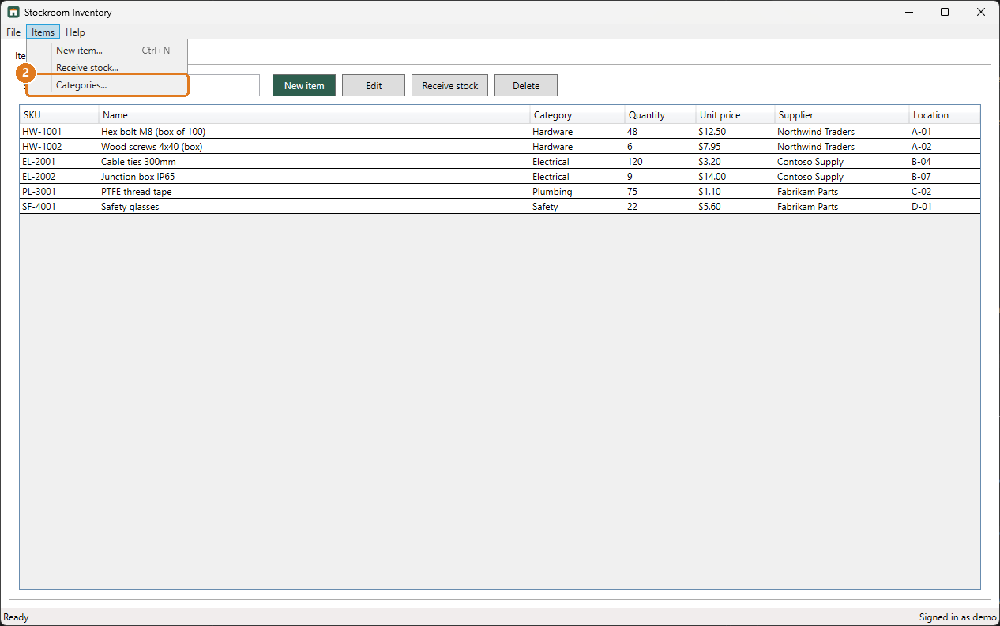 Stockroom Inventory
File Items Help
New item... Ctrl+N
Ite
Receive stock...
2
Categories...
New item Edit Receive stock Delete
SKU Name Category Quantity Unit price Supplier Location
HW-1001 Hex bolt M8 (box of 100) Hardware 48 $12.50 Northwind Traders A-01
HW-1002 Wood screws 4x40 (box) Hardware 6 $7.95 Northwind Traders A-02
EL-2001 Cable ties 300mm Electrical 120 $3.20 Contoso Supply B-04
EL-2002 Junction box IP65 Electrical 9 $14.00 Contoso Supply B-07
PL-3001 PTFE thread tape Plumbing 75 $1.10 Fabrikam Parts C-02
SF-4001 Safety glasses Safety 22 $5.60 Fabrikam Parts D-01
Ready Signed in as demo